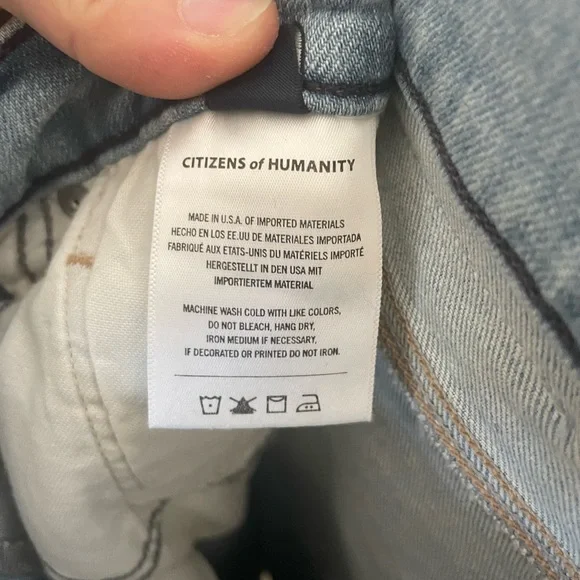 CITIZENS of HUMANITY
MADE IN U.S.A. OF IMPORTED MATERIALS
HECHO EN LOS EE.UU DE MATERIALES IMPORTADA
FABRIQUÉ AUX ETATS-UNIS DU MATÉRIELS IMPORTÉ
HERGESTELLT IN DEN USA MIT
IMPORTIERTEM MATERIAL
MACHINE WASH COLD WITH LIKE COLORS,
DO NOT BLEACH, HANG DRY,
IRON MEDIUM IF NECESSARY,
IF DECORATED OR PRINTED DO NOT IRON.